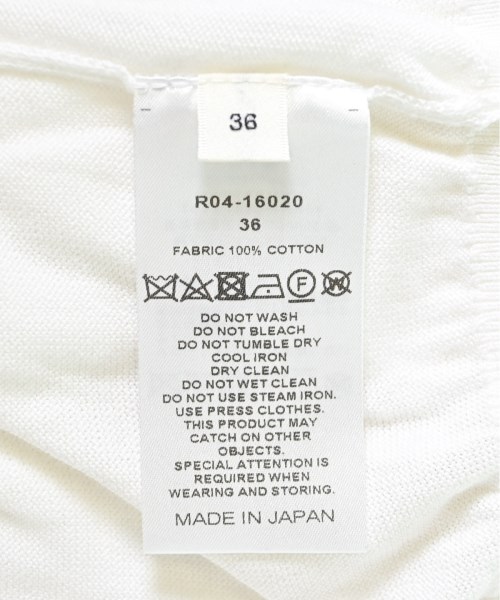 36
R04-16020
36
FABRIC 100% COTTON
F W
DO NOT WASH
DO NOT BLEACH
DO NOT TUMBLE DRY
COOL IRON
DRY CLEAN
DO NOT WET CLEAN
DO NOT USE STEAM IRON.
USE PRESS CLOTHES.
THIS PRODUCT MAY
CATCH ON OTHER
OBJECTS.
SPECIAL ATTENTION IS
REQUIRED WHEN
WEARING AND STORING.
MADE IN JAPAN